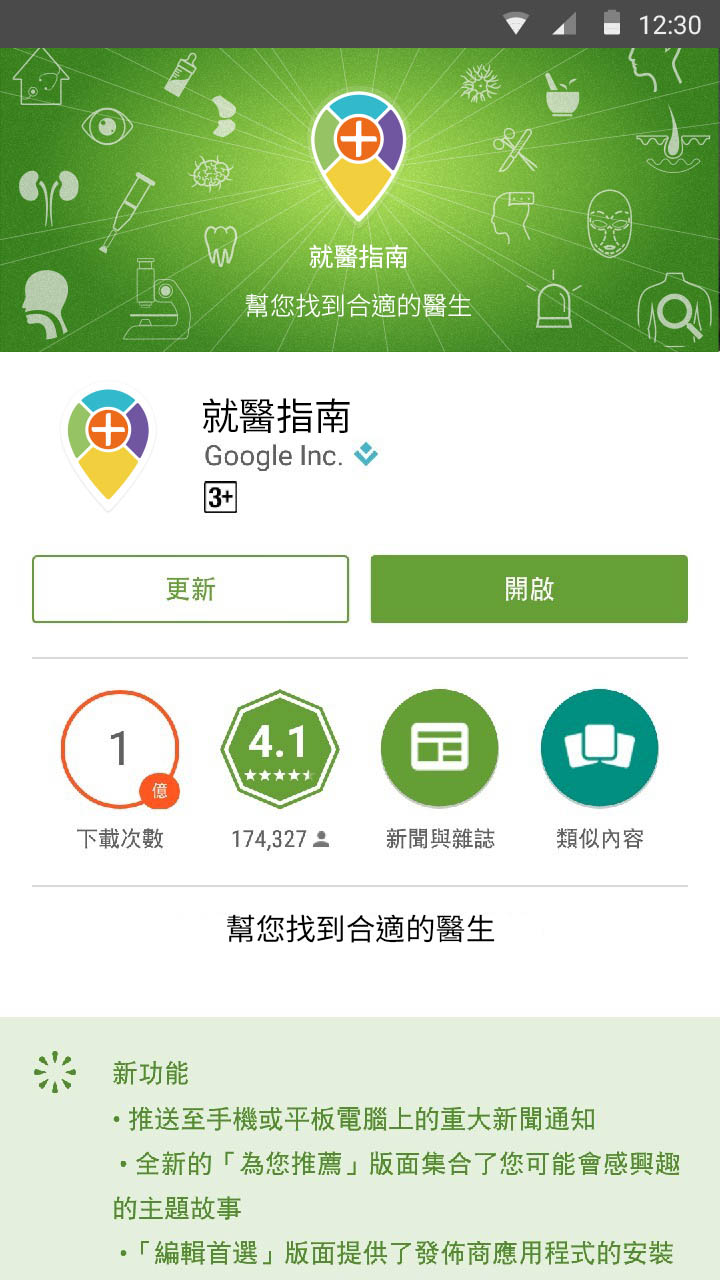 12:30
就醫指南
幫您找到合適的醫生
就醫指南
Google Inc.
3+
更新
開啟
1
億
4.1
下載次數
174,327
新聞與雜誌
類似內容
幫您找到合適的醫生
新功能
• 推送至手機或平板電腦上的重大新聞通知
• 全新的「為您推薦」版面集合了您可能會感興趣
的主題故事
•「編輯首選」版面提供了發佈商應用程式的安裝